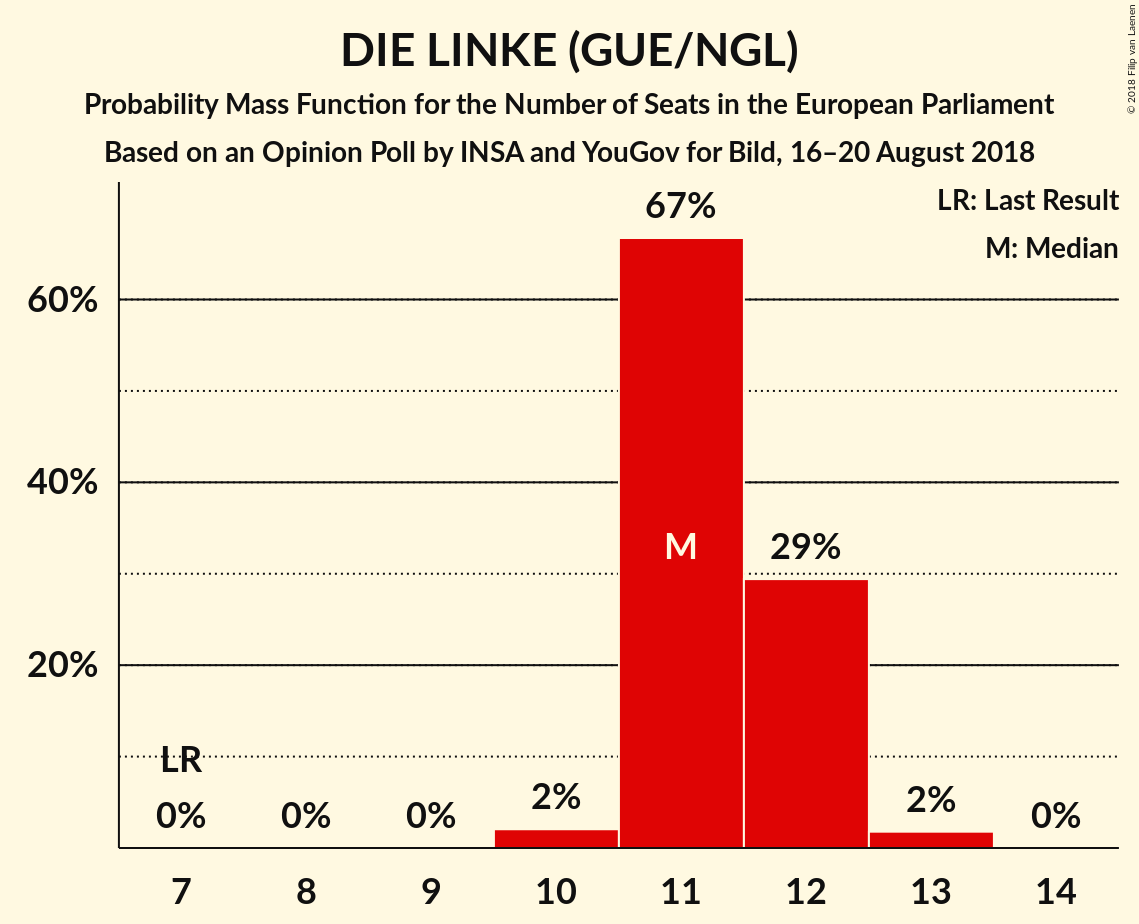 DIE LINKE (GUE/NGL)
Probability Mass Function for the Number of Seats in the European Parliament
Based on an Opinion Poll by INSA and YouGov for Bild, 16–20 August 2018
© 2018 Filip van Laenen
LR: Last Result
M: Median
67%
60%
40%
M
29%
20%
LR
0%
0%
0%
2%
2%
0%
7
8
9
10
11
12
13
14